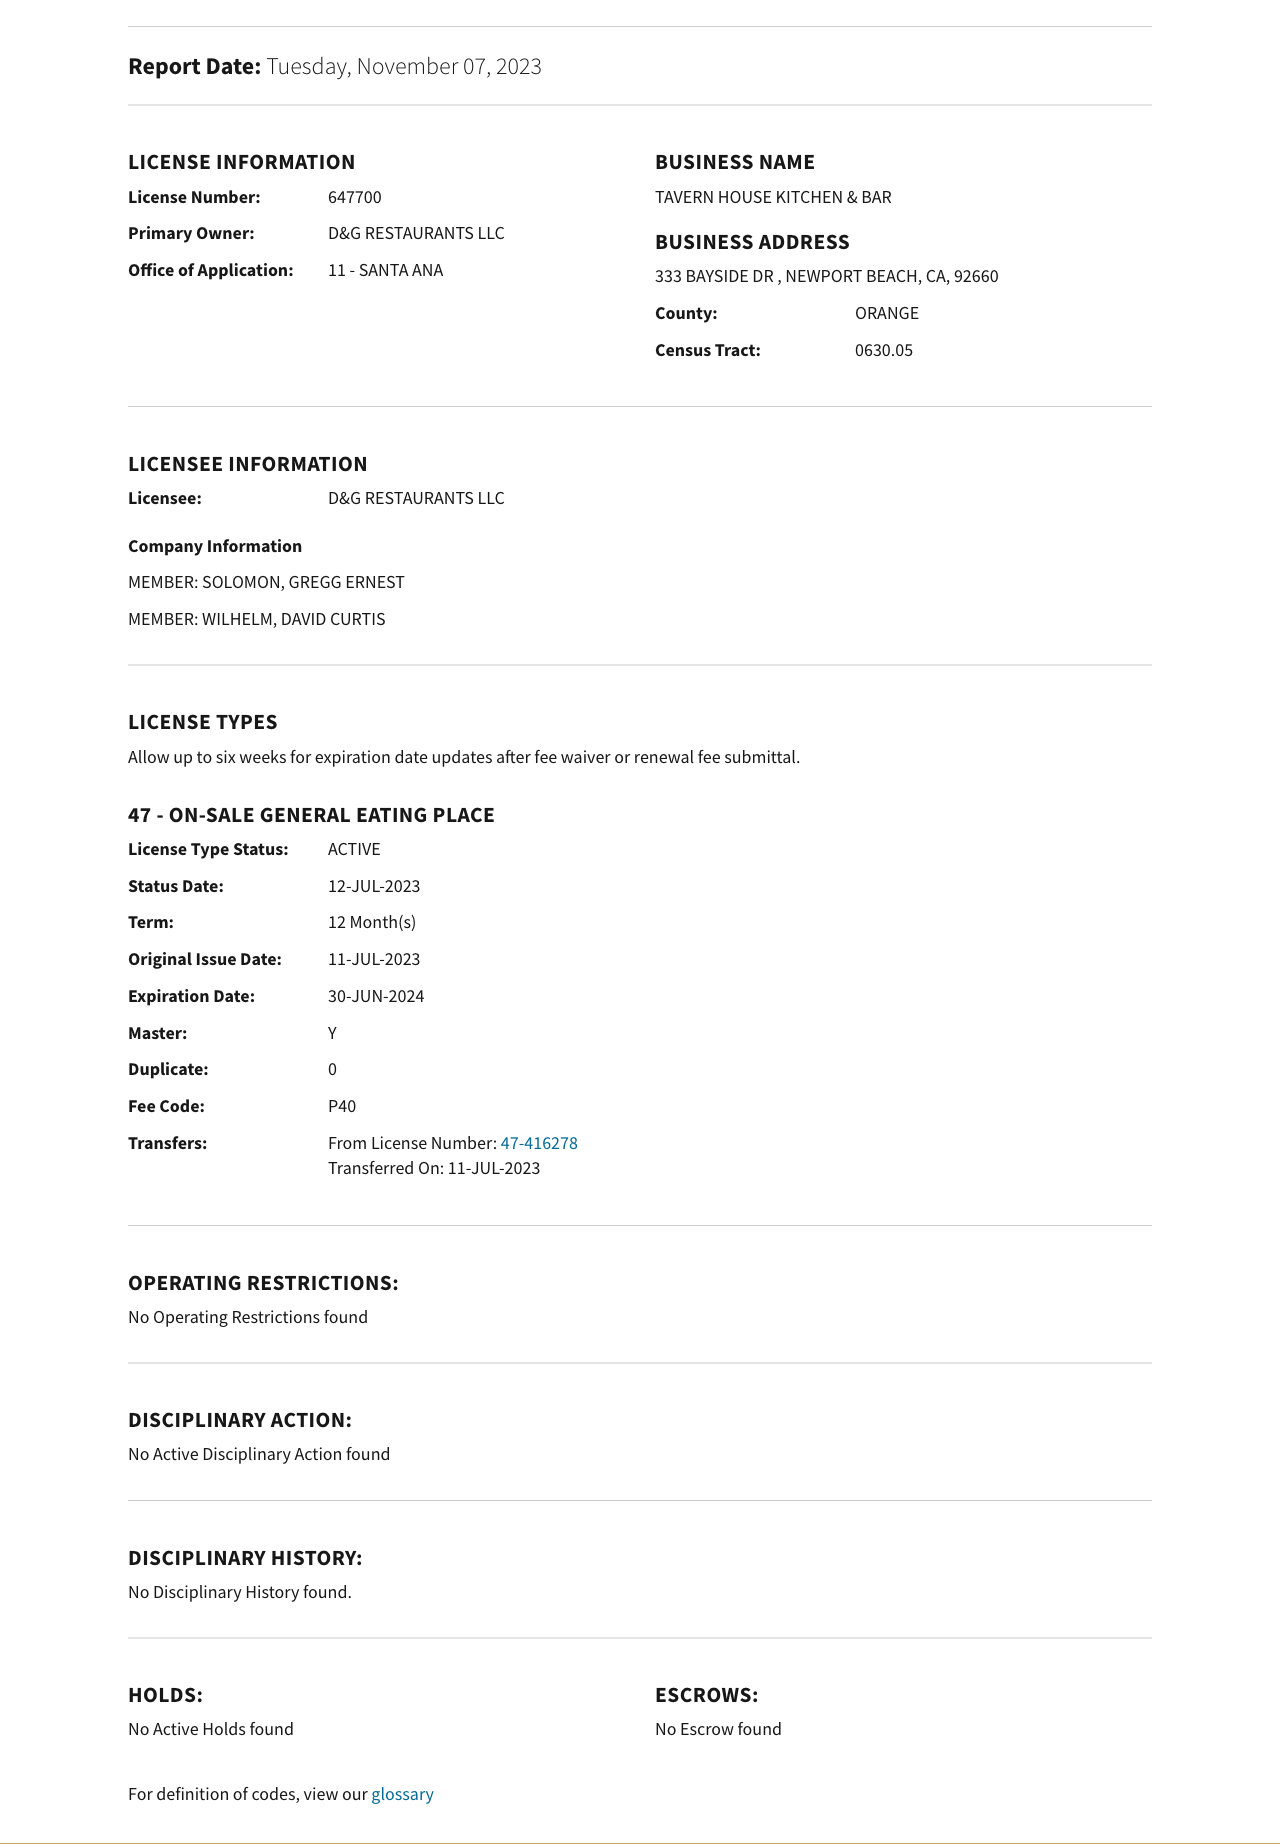 Report Date: Tuesday, November 07, 2023
LICENSE INFORMATION
License Number: 647700
Primary Owner: D&G RESTAURANTS LLC
Office of Application: 11 - SANTA ANA
BUSINESS NAME
TAVERN HOUSE KITCHEN & BAR
BUSINESS ADDRESS
333 BAYSIDE DR , NEWPORT BEACH, CA, 92660
County: ORANGE
Census Tract: 0630.05
LICENSEE INFORMATION
Licensee: D&G RESTAURANTS LLC
Company Information
MEMBER: SOLOMON, GREGG ERNEST
MEMBER: WILHELM, DAVID CURTIS
LICENSE TYPES
Allow up to six weeks for expiration date updates after fee waiver or renewal fee submittal.
47 - ON-SALE GENERAL EATING PLACE
License Type Status: ACTIVE
Status Date: 12-JUL-2023
Term: 12 Month(s)
Original Issue Date: 11-JUL-2023
Expiration Date: 30-JUN-2024
Master: Y
Duplicate: 0
Fee Code: P40
Transfers: From License Number: 47-416278
Transferred On: 11-JUL-2023
OPERATING RESTRICTIONS:
No Operating Restrictions found
DISCIPLINARY ACTION:
No Active Disciplinary Action found
DISCIPLINARY HISTORY:
No Disciplinary History found.
HOLDS:
No Active Holds found
ESCROWS:
No Escrow found
For definition of codes, view our glossary